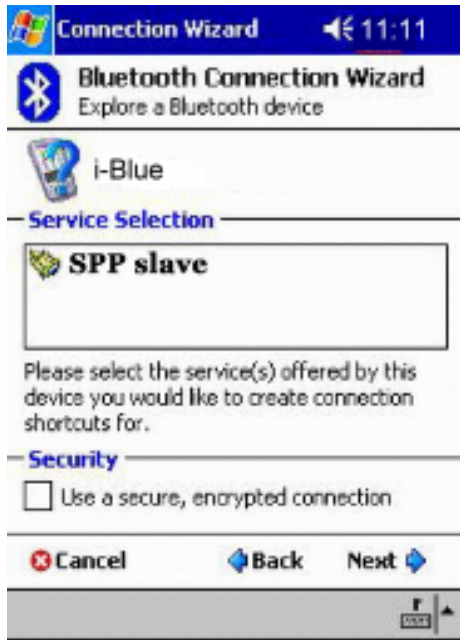 Connection Wizard 11:11
Bluetooth Connection Wizard
Explore a Bluetooth device
i-Blue
Service Selection
SPP slave
Please select the service(s) offered by this
device you would like to create connection
shortcuts for.
Security
Use a secure, encrypted connection
Cancel Back Next